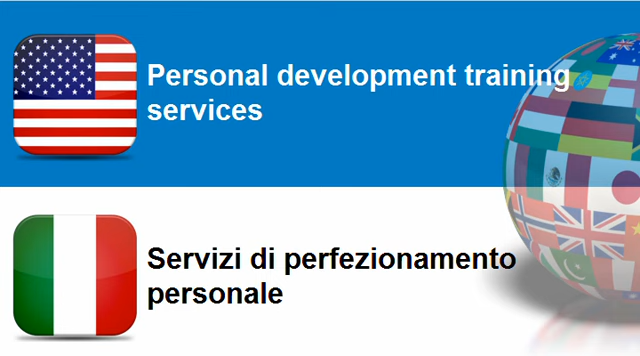 Personal development training
services
Servizi di perfezionamento
personale